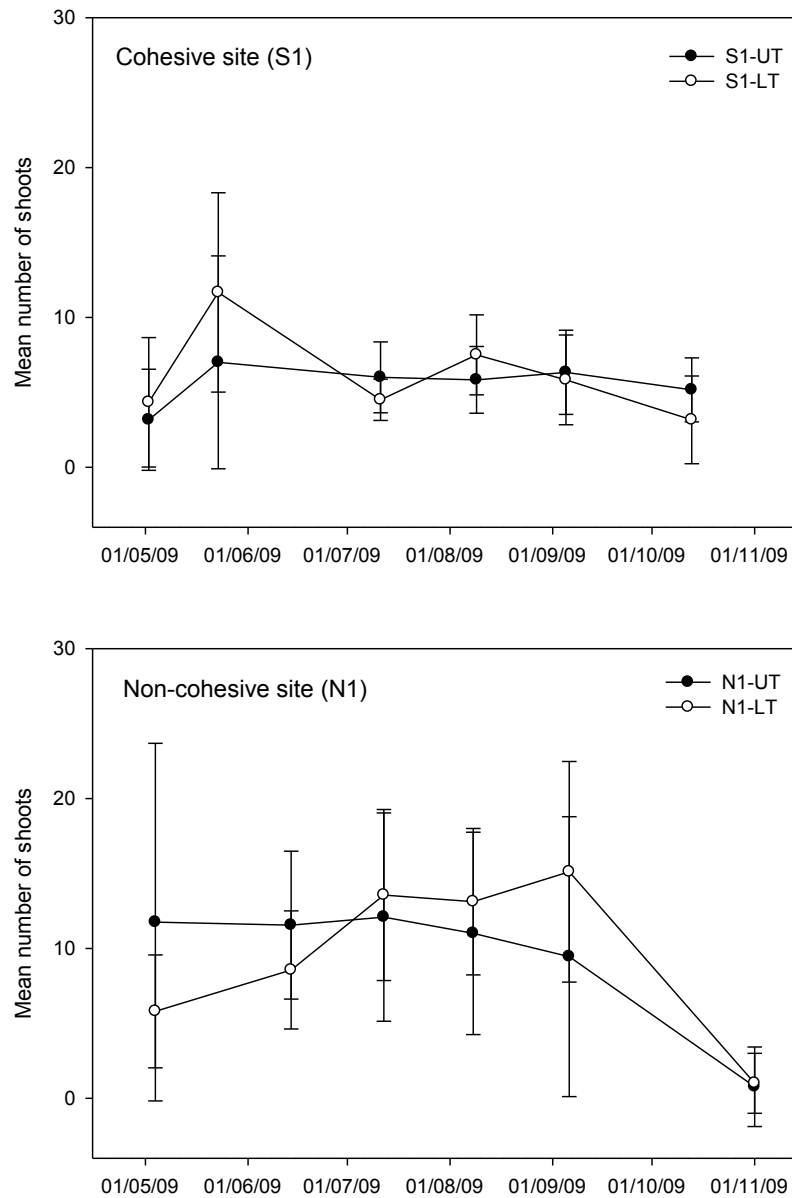 30
Cohesive site (S1)
S1-UT
S1-LT
20
Mean number of shoots
10
0
01/05/09 01/06/09 01/07/09 01/08/09 01/09/09 01/10/09 01/11/09
30
Non-cohesive site (N1)
N1-UT
N1-LT
20
Mean number of shoots
10
0
01/05/09 01/06/09 01/07/09 01/08/09 01/09/09 01/10/09 01/11/09